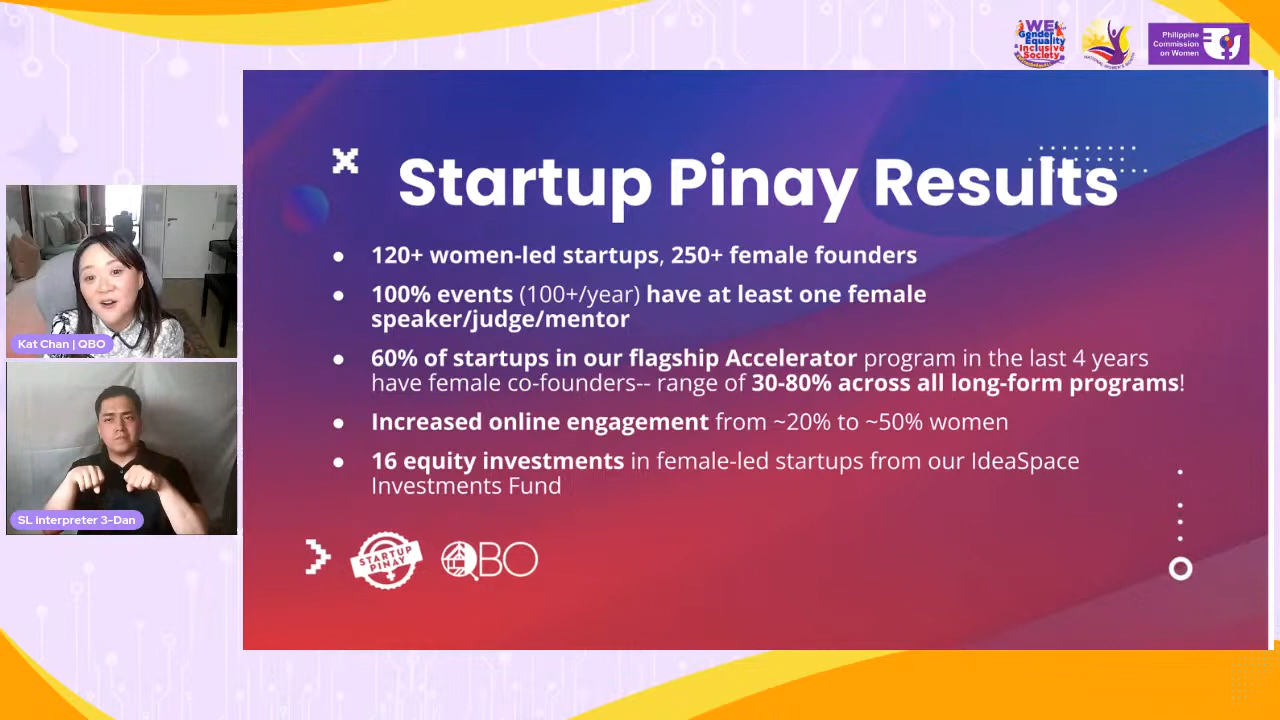 WE
Gender
Equality
Inclusive
Society
NATIONAL WOMEN'S MONTH
Philippine
Commission
on Women
Startup Pinay Results
● 120+ women-led startups, 250+ female founders
● 100% events (100+/year) have at least one female
speaker/judge/mentor
● 60% of startups in our flagship Accelerator program in the last 4 years
have female co-founders-- range of 30-80% across all long-form programs!
● Increased online engagement from ~20% to ~50% women
● 16 equity investments in female-led startups from our IdeaSpace
Investments Fund
STARTUP
PINAY
QBO
Kat Chan | QBO
SL interpreter 3-Dan